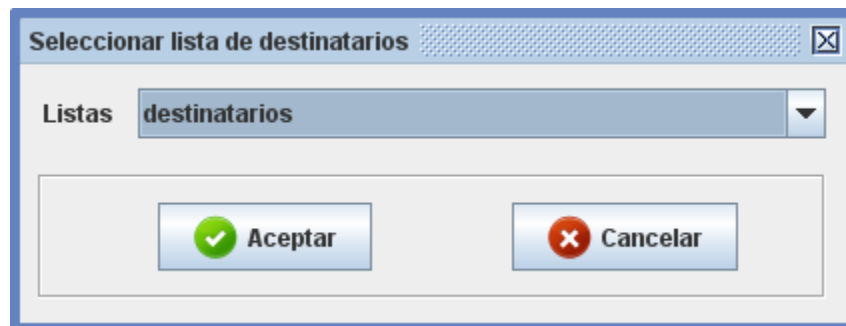 Seleccionar lista de destinatarios
Listas destinatarios
Aceptar Cancelar